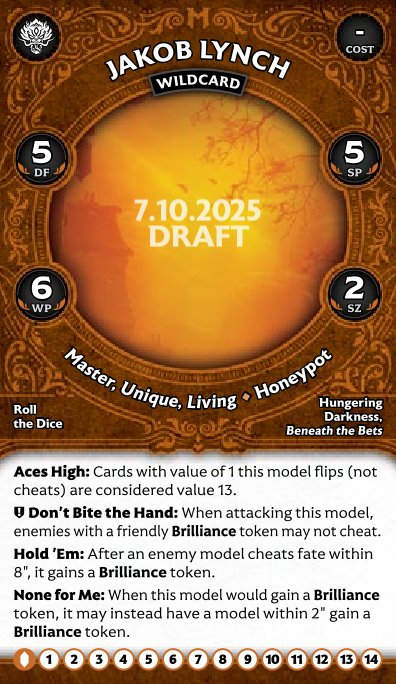 -
COST
JAKOB LYNCH
WILDCARD
5
DF
5
SP
7.10.2025
DRAFT
6
WP
2
SZ
Master, Unique, Living ♦ Honeypot
Roll
the Dice
Hungering
Darkness,
Beneath the Bets
Aces High: Cards with value of 1 this model flips (not
cheats) are considered value 13.
Don't Bite the Hand: When attacking this model,
enemies with a friendly Brilliance token may not cheat.
Hold 'Em: After an enemy model cheats fate within
8", it gains a Brilliance token.
None for Me: When this model would gain a Brilliance
token, it may instead have a model within 2" gain a
Brilliance token.
1 2 3 4 5 6 7 8 9 10 11 12 13 14